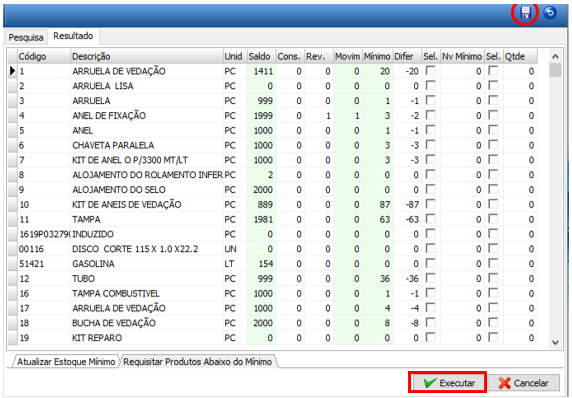 Pesquisa Resultado
Código Descrição Unid Saldo Cons. Rev. Movim Mínimo Difer Sel. Nv Mínimo Sel. Qtde
1 ARRUELA DE VEDAÇÃO PC 1411 0 0 0 20 -20 0 0
2 ARRUELA LISA PC 0 0 0 0 0 0 0 0
3 ARRUELA PC 999 0 0 0 1 -1 0 0
4 ANEL DE FIXAÇÃO PC 1999 0 1 1 3 -2 0 0
5 ANEL PC 1000 0 0 0 1 -1 0 0
6 CHAVETA PARALELA PC 1000 0 0 0 3 -3 0 0
7 KIT DE ANEL O P/3300 MT/LT PC 1000 0 0 0 3 -3 0 0
8 ALOJAMENTO DO ROLAMENTO INFER PC 2 0 0 0 0 0 0 0
9 ALOJAMENTO DO SELO PC 2000 0 0 0 0 0 0 0
10 KIT DE ANEIS DE VEDAÇÃO PC 889 0 0 0 87 -87 0 0
11 TAMPA PC 1981 0 0 0 63 -63 0 0
1619P03279 INDUZIDO PC 0 0 0 0 0 0 0 0
00116 DISCO CORTE 115 X 1.0 X22.2 UN 0 0 0 0 0 0 0 0
51421 GASOLINA LT 154 0 0 0 0 0 0 0
12 TUBO PC 999 0 0 0 36 -36 0 0
16 TAMPA COMBUSTIVEL PC 1000 0 0 0 1 -1 0 0
17 ARRUELA DE VEDAÇÃO PC 1000 0 0 0 4 -4 0 0
18 BUCHA DE VEDAÇÃO PC 2000 0 0 0 8 -8 0 0
19 KIT REPARO PC 0 0 0 0 0 0 0 0
Atualizar Estoque Mínimo Requisitar Produtos Abaixo do Mínimo
Executar Cancelar